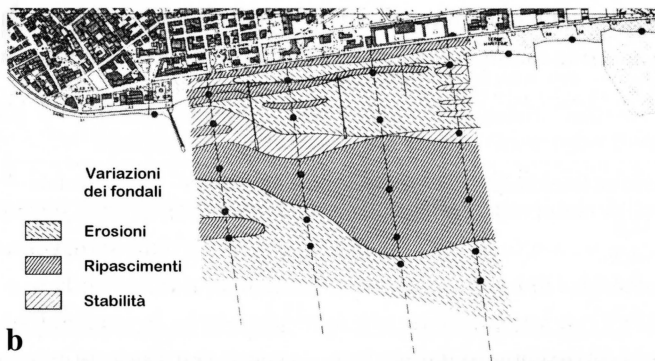 Variazioni
dei fondali
Erosioni
Ripascimenti
Stabilità
b